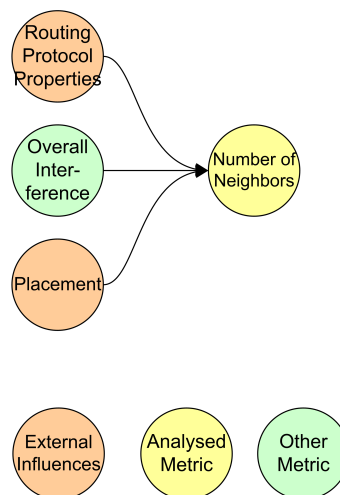 Routing
Protocol
Properties
Overall
Inter-
ference
Number of
Neighbors
Placement
External
Influences
Analysed
Metric
Other
Metric